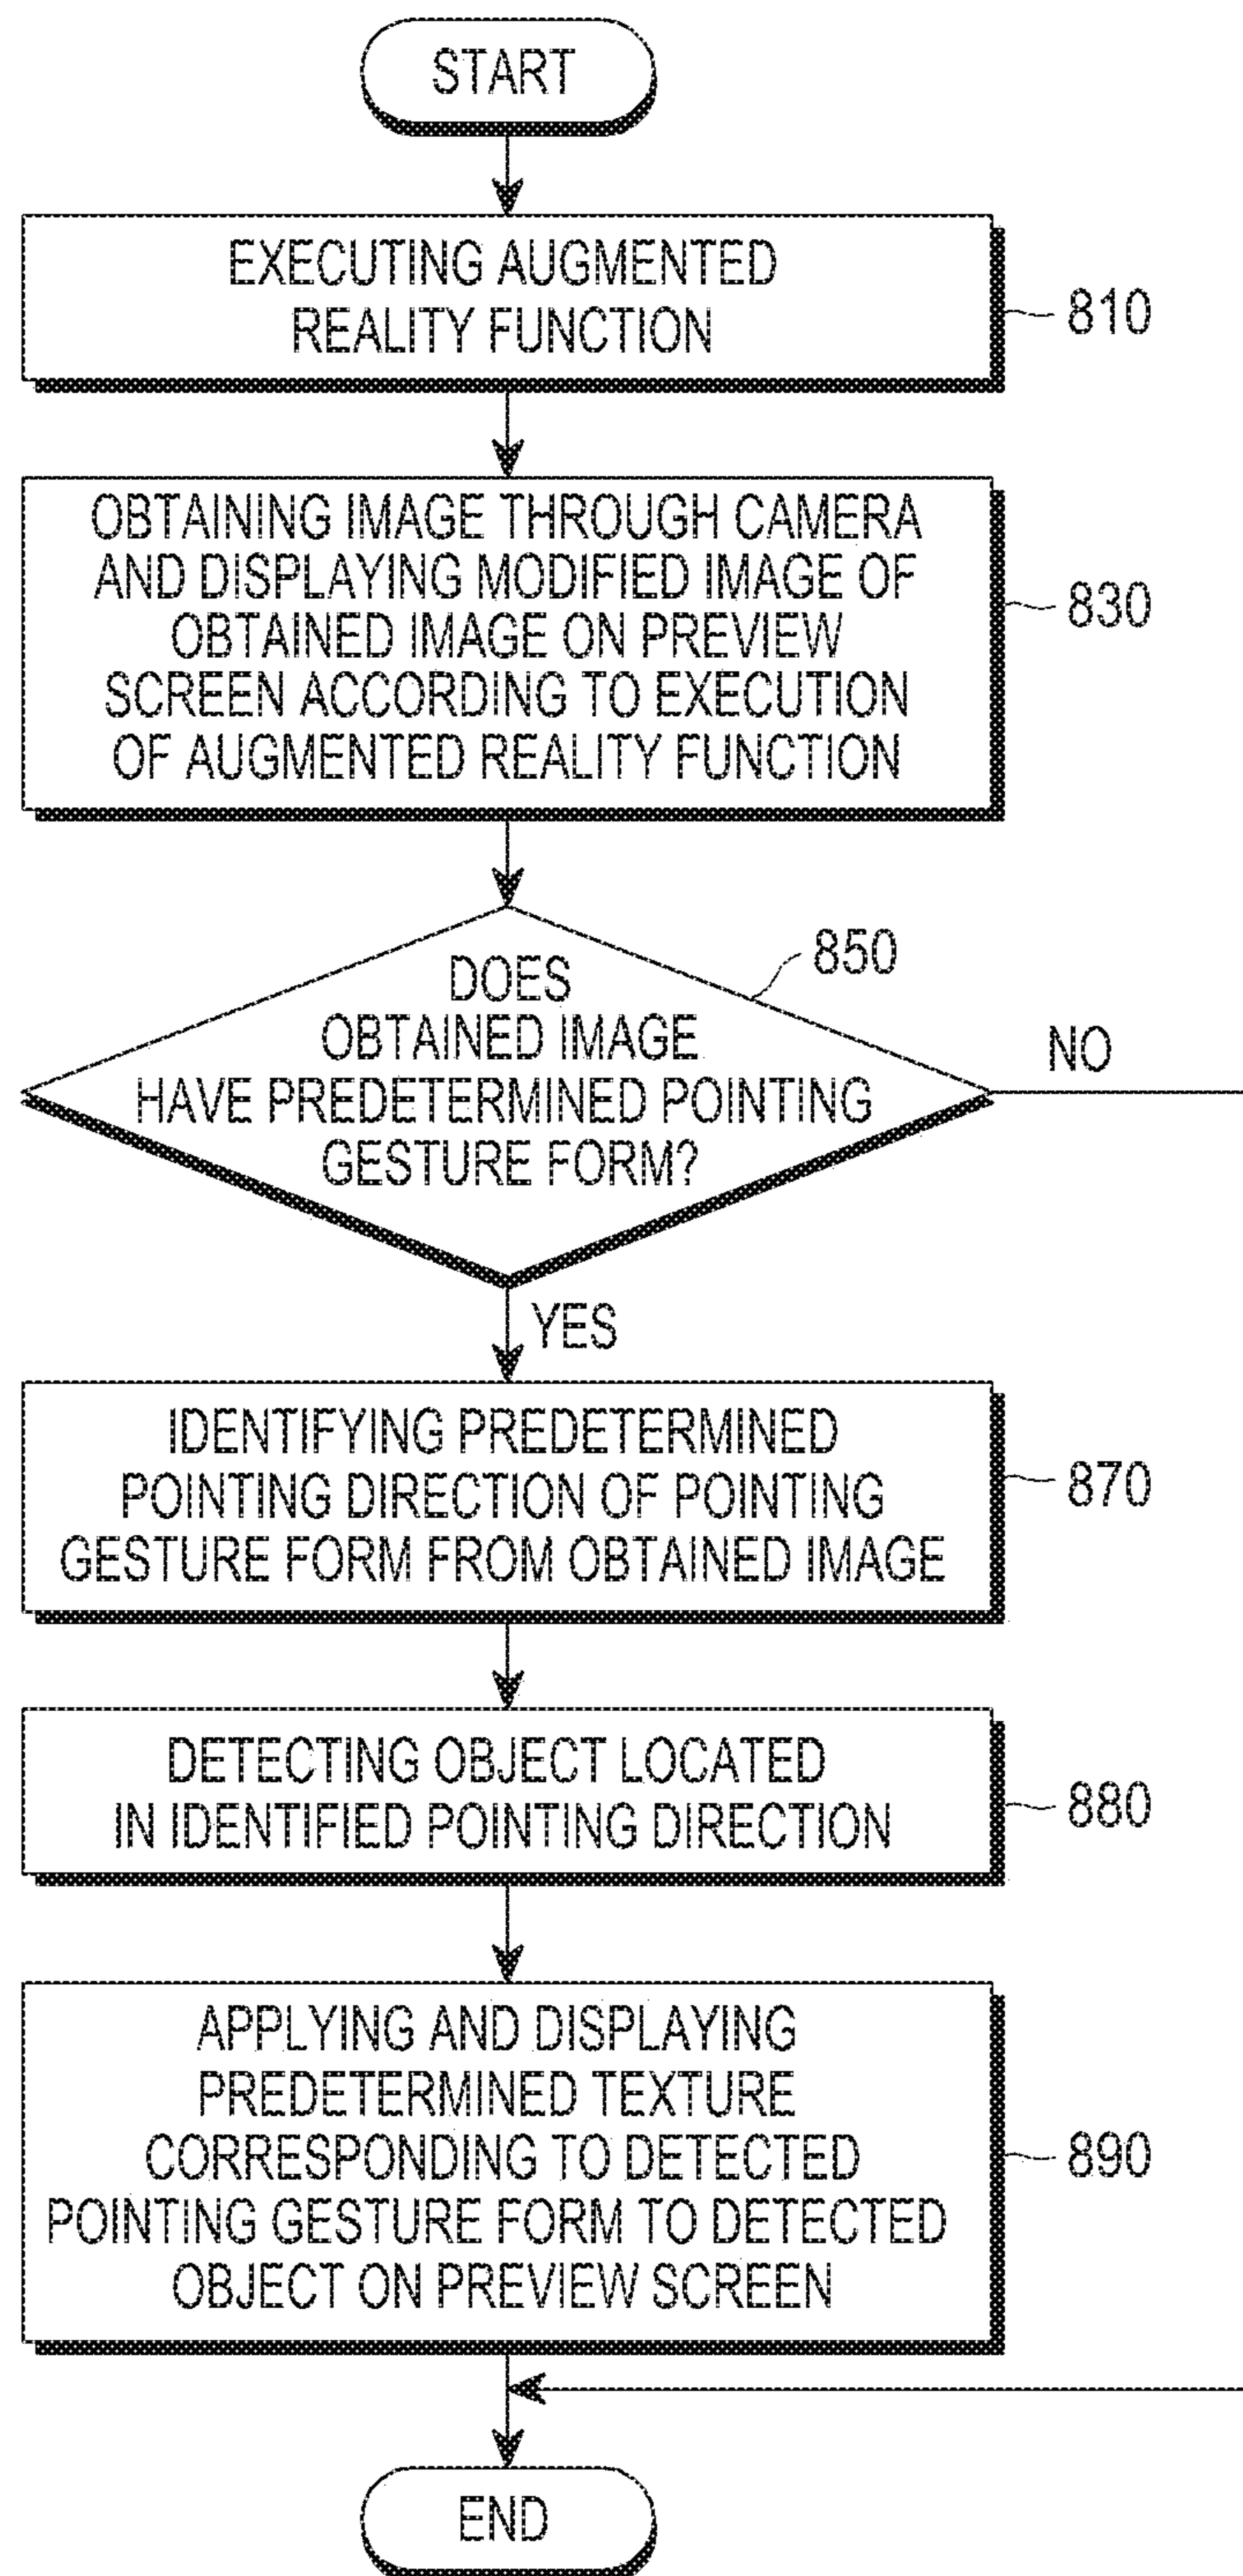 START
EXECUTING AUGMENTED
REALITY FUNCTION
810
OBTAINING IMAGE THROUGH CAMERA
AND DISPLAYING MODIFIED IMAGE OF
OBTAINED IMAGE ON PREVIEW
SCREEN ACCORDING TO EXECUTION
OF AUGMENTED REALITY FUNCTION
830
DOES
OBTAINED IMAGE
HAVE PREDETERMINED POINTING
GESTURE FORM?
850
NO
YES
IDENTIFYING PREDETERMINED
POINTING DIRECTION OF POINTING
GESTURE FORM FROM OBTAINED IMAGE
870
DETECTING OBJECT LOCATED
IN IDENTIFIED POINTING DIRECTION
880
APPLYING AND DISPLAYING
PREDETERMINED TEXTURE
CORRESPONDING TO DETECTED
POINTING GESTURE FORM TO DETECTED
OBJECT ON PREVIEW SCREEN
890
END